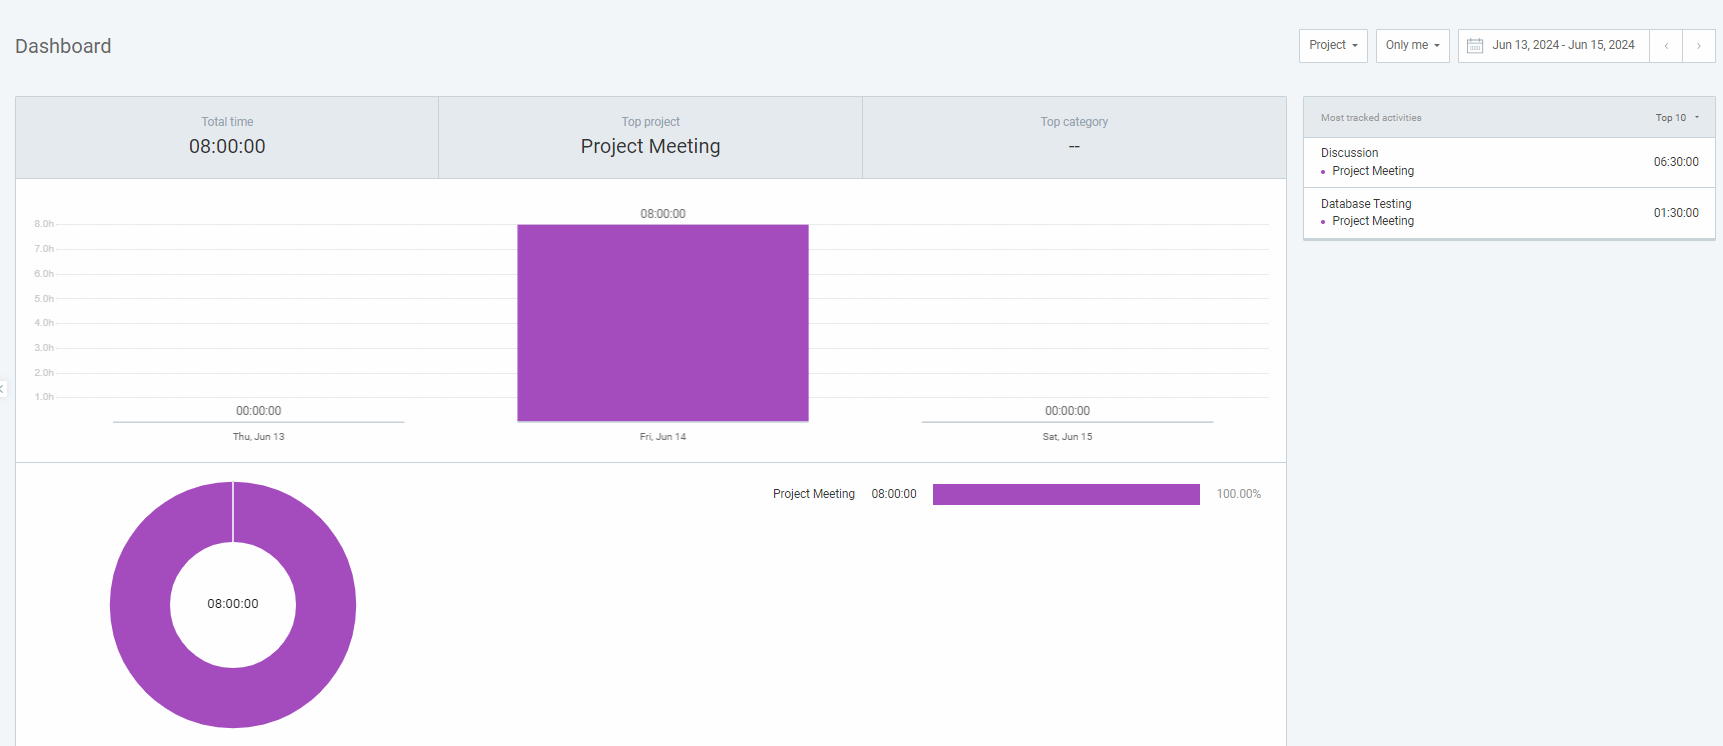 Dashboard
Project
Only me
Jun 13, 2024 - Jun 15, 2024
Total time
08:00:00
Top project
Project Meeting
Top category
--
Most tracked activities
Top 10
Discussion
Project Meeting
06:30:00
Database Testing
Project Meeting
01:30:00
08:00:00
8.0h
7.0h
6.0h
5.0h
4.0h
3.0h
2.0h
1.0h
00:00:00
00:00:00
Thu, Jun 13
Fri, Jun 14
Sat, Jun 15
Project Meeting 08:00:00 100.00%
08:00:00